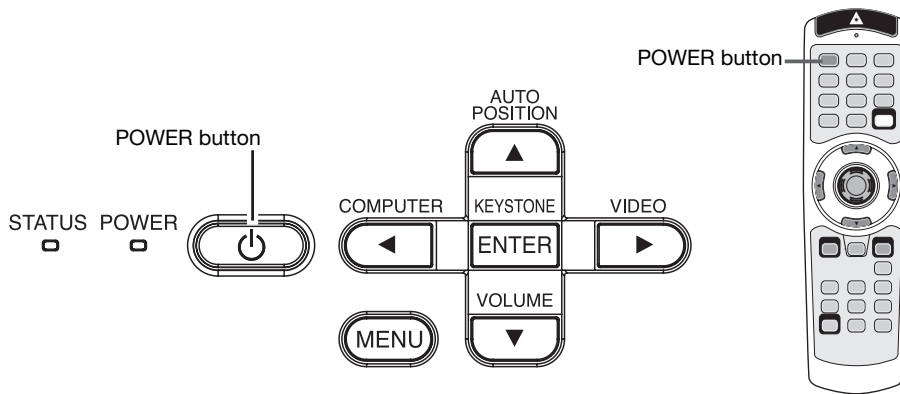 POWER button
POWER button
AUTO
POSITION
STATUS
POWER
COMPUTER
KEYSTONE
VIDEO
ENTER
VOLUME
MENU